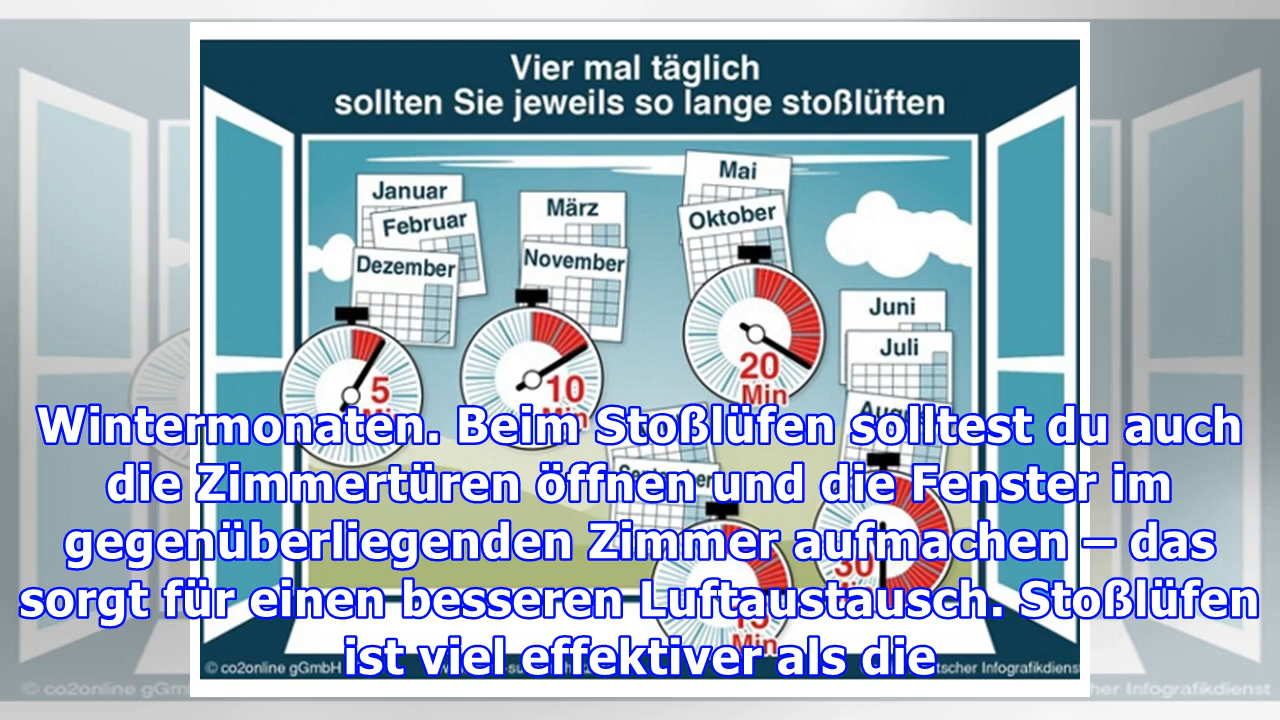 Vier mal täglich
sollten Sie jeweils so lange stoßlüften
Januar
Februar
Dezember
März
November
Mai
Oktober
Juni
Juli
5
10
20
Min
30
15
Min
Wintermonaten. Beim Stoßlüfen solltest du auch
die Zimmertüren öffnen und die Fenster im
gegenüberliegenden Zimmer aufmachen – das
sorgt für einen besseren Luftaustausch. Stoßlüfen
ist viel effektiver als die
© co2online gGmbH
Infografikdienst